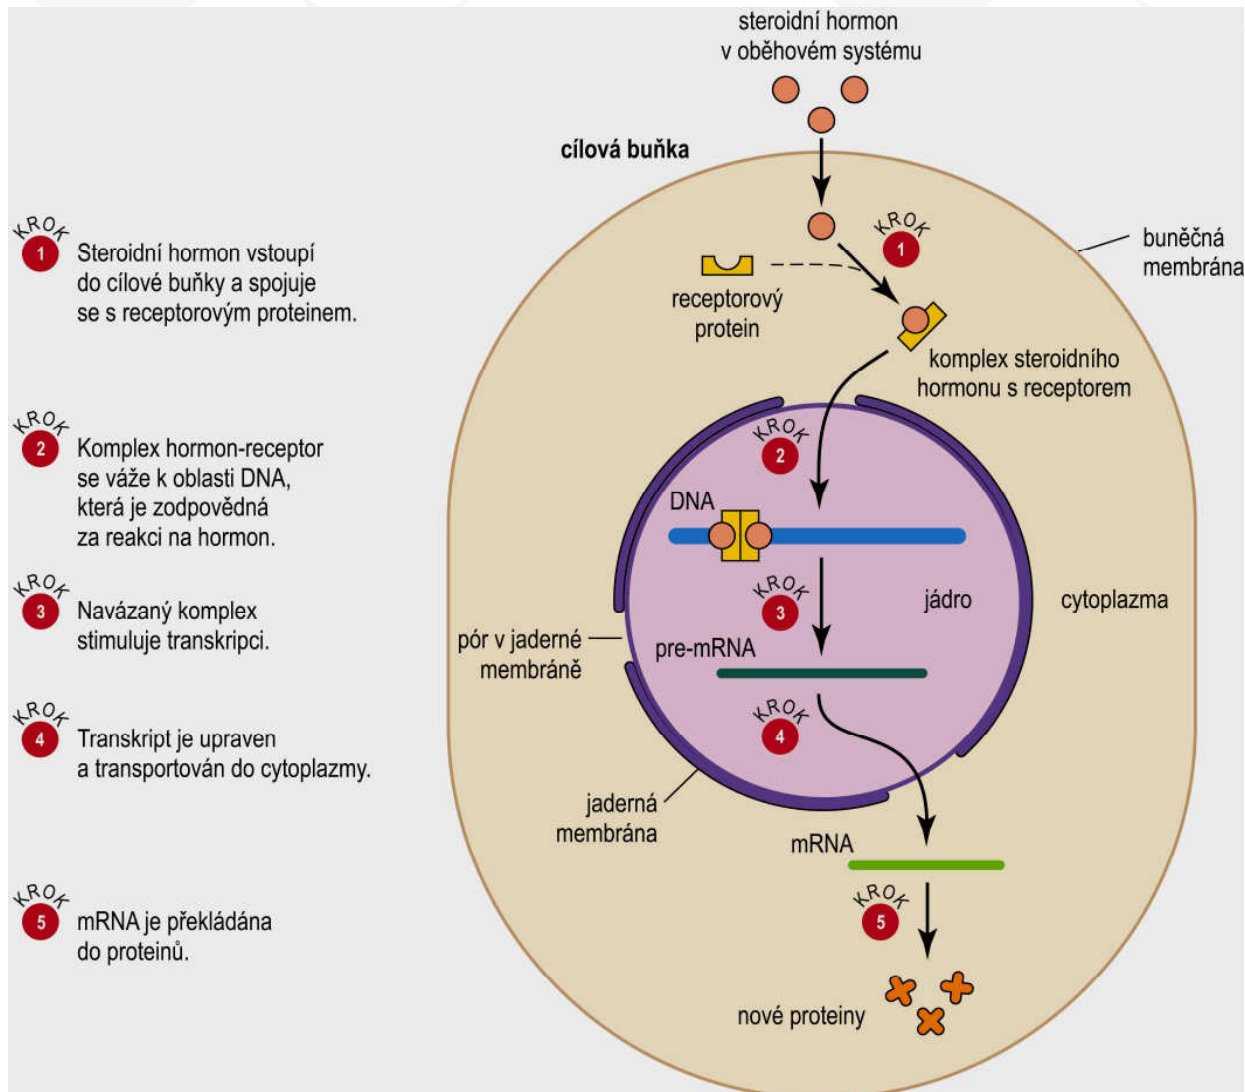 steroidní hormon
v oběhovém systému
cílová buňka
KROK
1
Steroidní hormon vstoupí
do cílové buňky a spojuje
se s receptorovým proteinem.
KROK
1
buněčná
membrána
receptorový
protein
komplex steroidního
hormonu s receptorem
KROK
2
Komplex hormon-receptor
se váže k oblasti DNA,
která je zodpovědná
za reakci na hormon.
KROK
2
DNA
KROK
3
Navázaný komplex
stimuluje transkripci.
KROK
3
jádro
cytoplazma
pór v jaderné
membráně
pre-mRNA
KROK
4
Transkript je upraven
a transportován do cytoplazmy.
KROK
4
jaderná
membrána
mRNA
KROK
5
mRNA je překládána
do proteinů.
KROK
5
nové proteiny